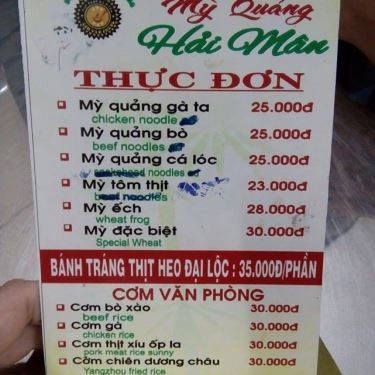 Mỳ Quảng
Hải Mân
THỰC ĐƠN
Mỳ quảng gà ta 25.000đ
chicken noodle
Mỳ quảng bò 25.000đ
beef noodles
Mỳ quảng cá lóc 25.000đ
snakehead noodles
Mỳ tôm thịt 23.000đ
beef noodles
Mỳ ếch 28.000đ
wheat frog
Mỳ đặc biệt 30.000đ
Special Wheat
BÁNH TRÁNG THỊT HEO ĐẠI LỘC : 35.000Đ/PHẦN
CƠM VĂN PHÒNG
Cơm bò xào 30.000đ
beef rice
Cơm gà 30.000đ
chicken rice
Cơm thịt xíu ốp la 30.000đ
pork meat rice sunny
Cơm chiên dương châu 30.000đ
Yangzhou fried rice